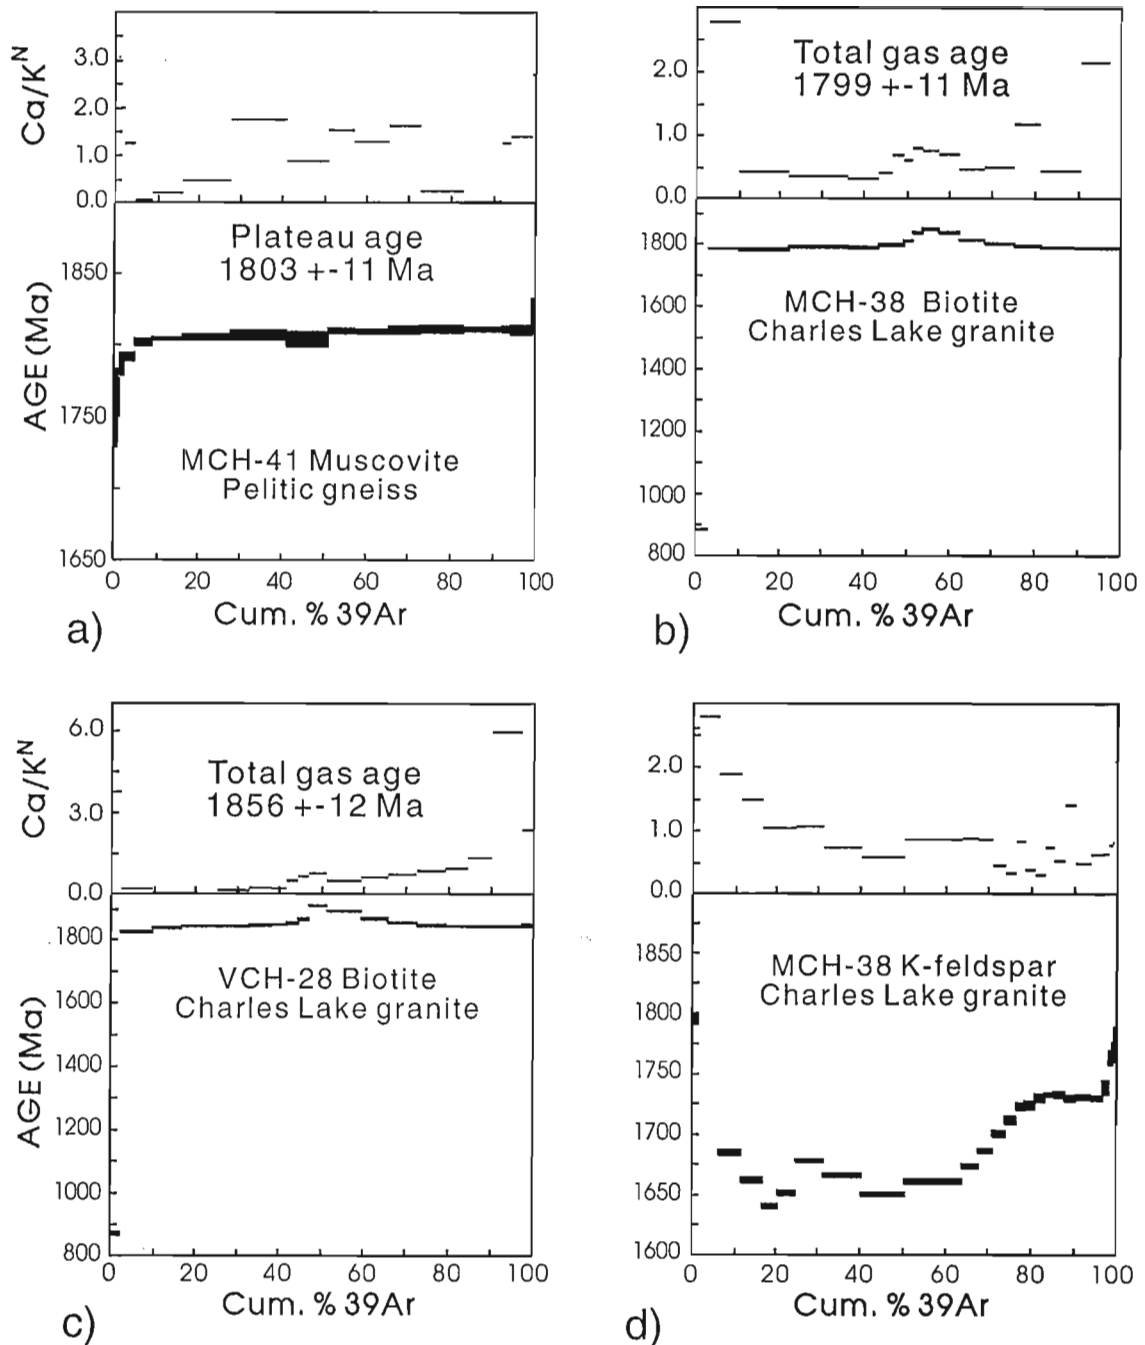 Ca/K^N
3.0
2.0
1.0
0.0
AGE (Ma)
1850
1750
1650
Plateau age
1803 +-11 Ma
MCH-41 Muscovite
Pelitic gneiss
0 20 40 60 80 100
Cum. % 39Ar
a)
2.0
1.0
0.0
Total gas age
1799 +-11 Ma
1800
1600
1400
1200
1000
800
MCH-38 Biotite
Charles Lake granite
0 20 40 60 80 100
Cum. % 39Ar
b)
Ca/K^N
6.0
3.0
0.0
Total gas age
1856 +-12 Ma
AGE (Ma)
1800
1600
1400
1200
1000
800
VCH-28 Biotite
Charles Lake granite
0 20 40 60 80 100
Cum. % 39Ar
c)
2.0
1.0
0.0
1850
1800
1750
1700
1650
1600
MCH-38 K-feldspar
Charles Lake granite
0 20 40 60 80 100
Cum. % 39Ar
d)